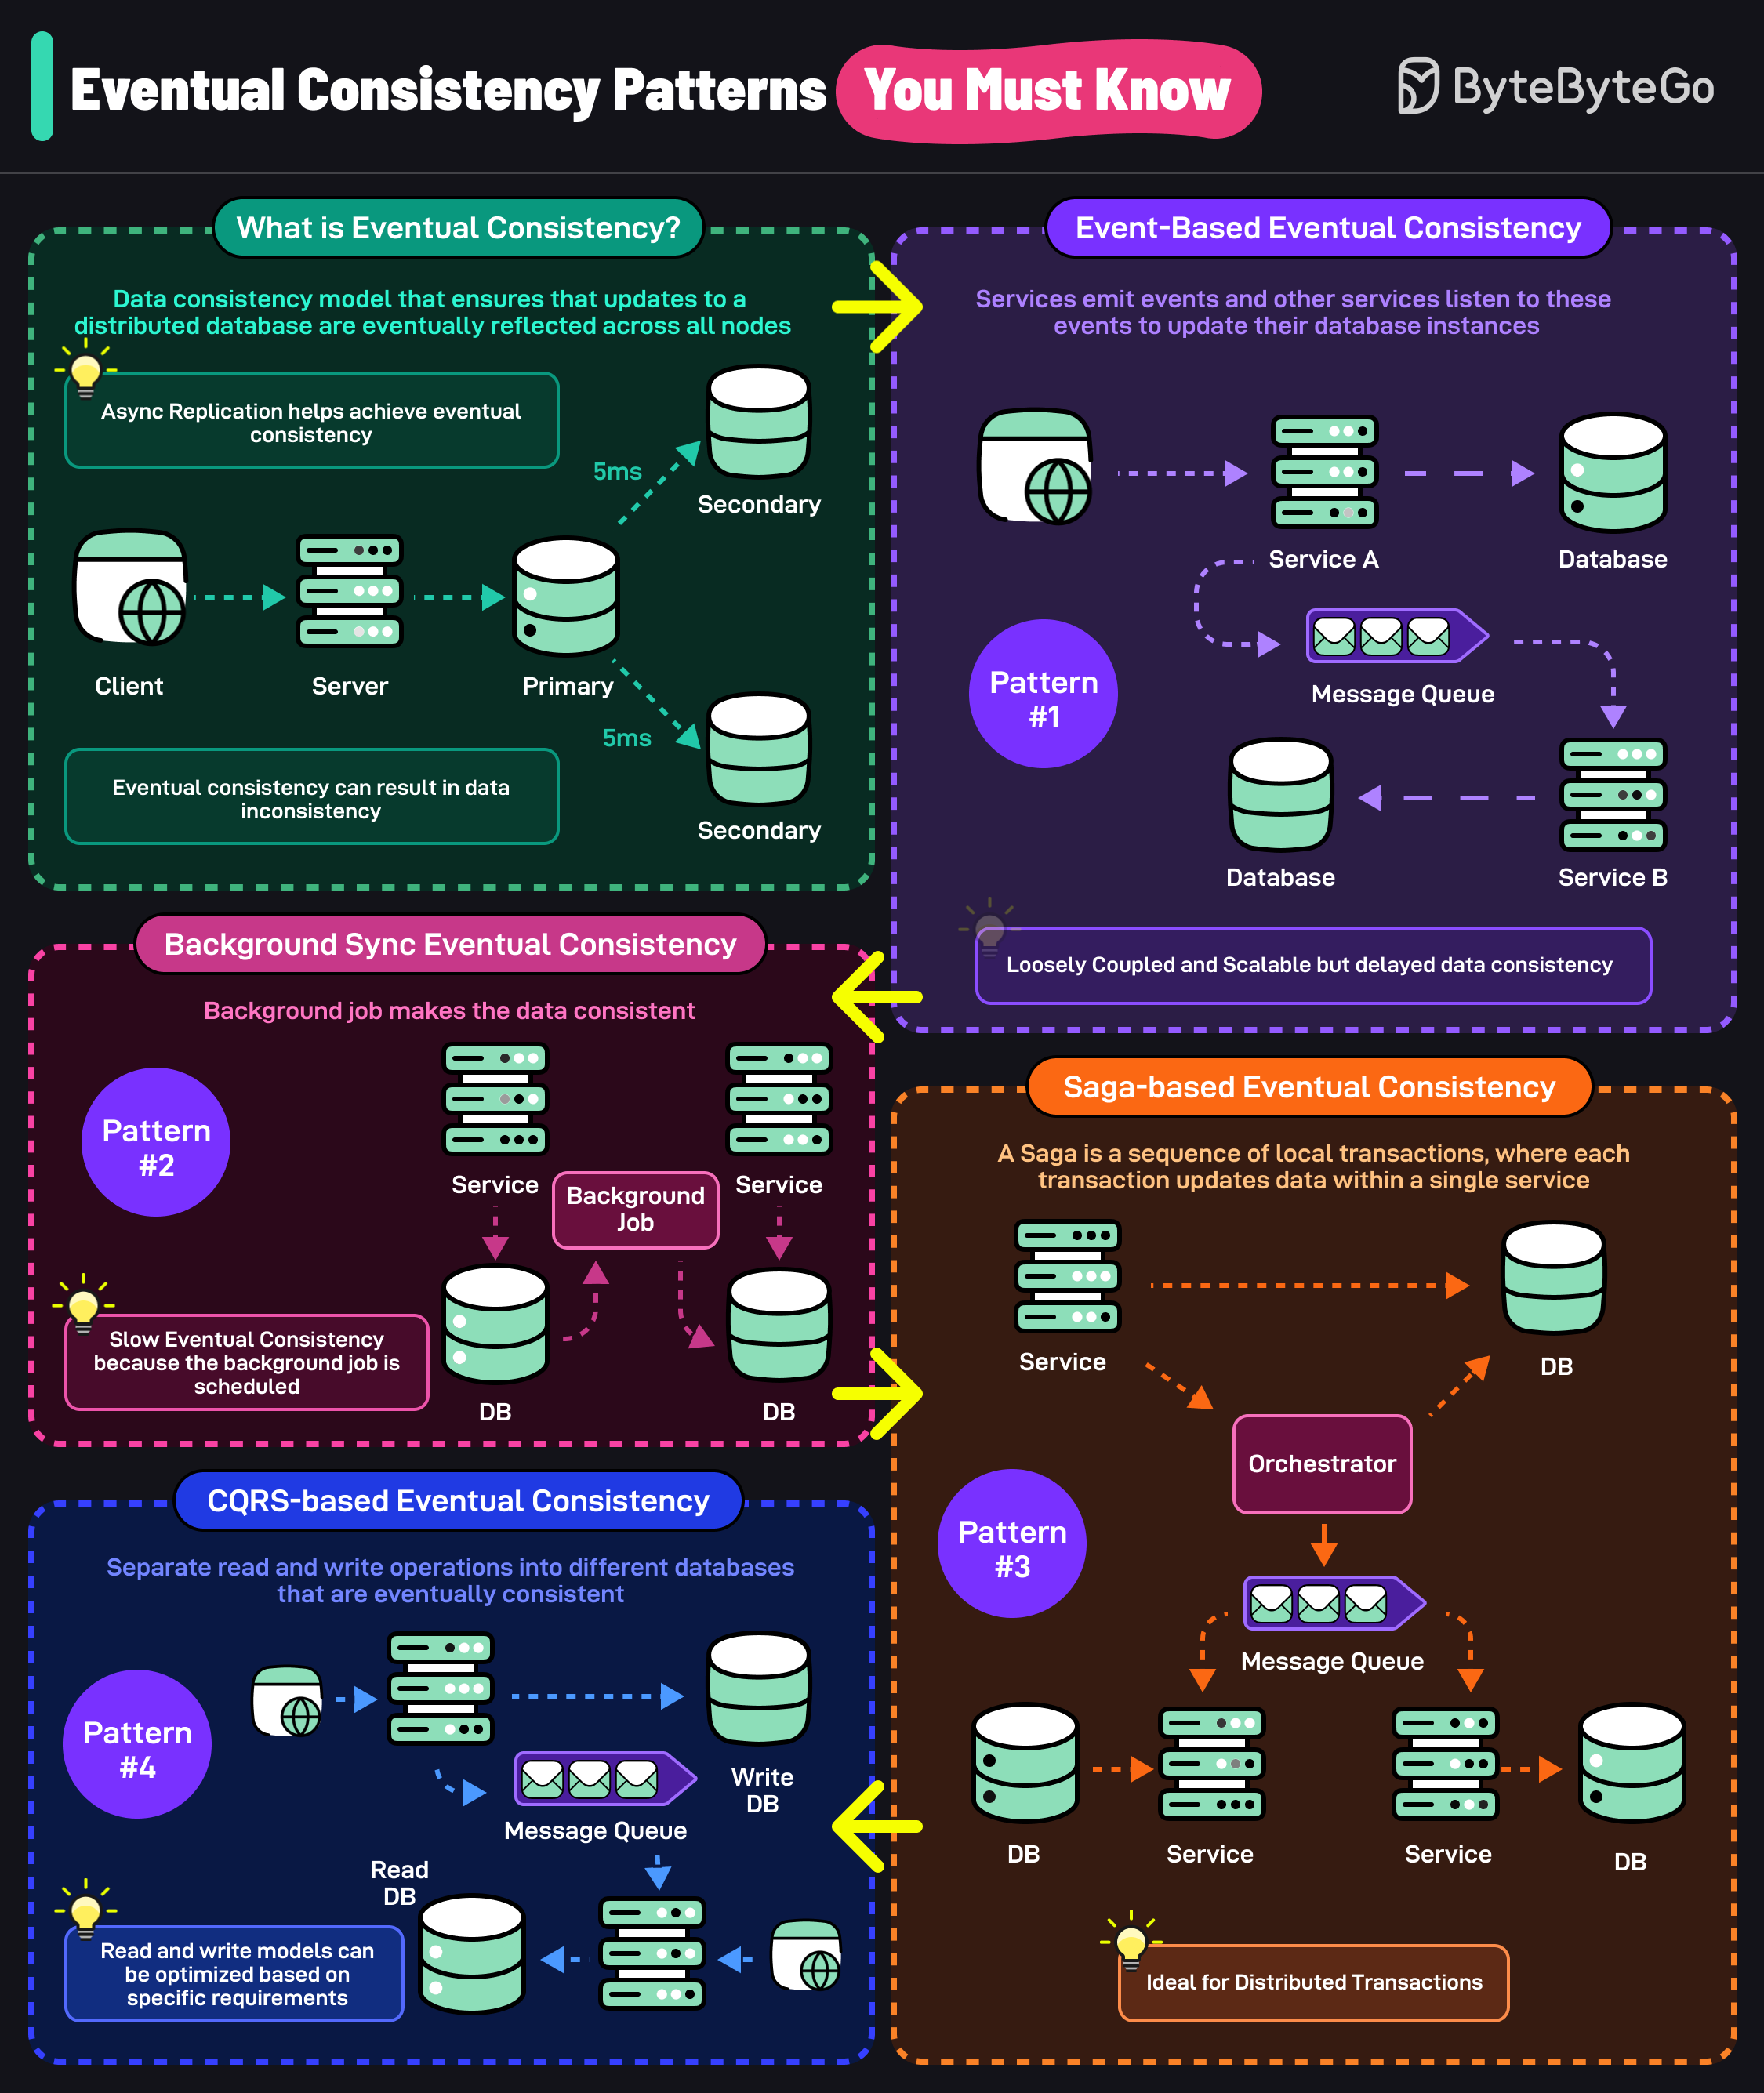 Eventual Consistency Patterns You Must Know
ByteByteGo
What is Eventual Consistency?
Data consistency model that ensures that updates to a
distributed database are eventually reflected across all nodes
Async Replication helps achieve eventual
consistency
5ms
Secondary
Client
Server
Primary
5ms
Eventual consistency can result in data
inconsistency
Secondary
Event-Based Eventual Consistency
Services emit events and other services listen to these
events to update their database instances
Service A
Database
Pattern
#1
Message Queue
Database
Service B
Loosely Coupled and Scalable but delayed data consistency
Background Sync Eventual Consistency
Background job makes the data consistent
Pattern
#2
Service
Background
Job
Service
Slow Eventual Consistency
because the background job is
scheduled
DB
DB
Saga-based Eventual Consistency
A Saga is a sequence of local transactions, where each
transaction updates data within a single service
Service
DB
Orchestrator
Pattern
#3
Message Queue
DB
Service
Service
DB
Ideal for Distributed Transactions
CQRS-based Eventual Consistency
Separate read and write operations into different databases
that are eventually consistent
Pattern
#4
Write
DB
Message Queue
Read
DB
Read and write models can
be optimized based on
specific requirements